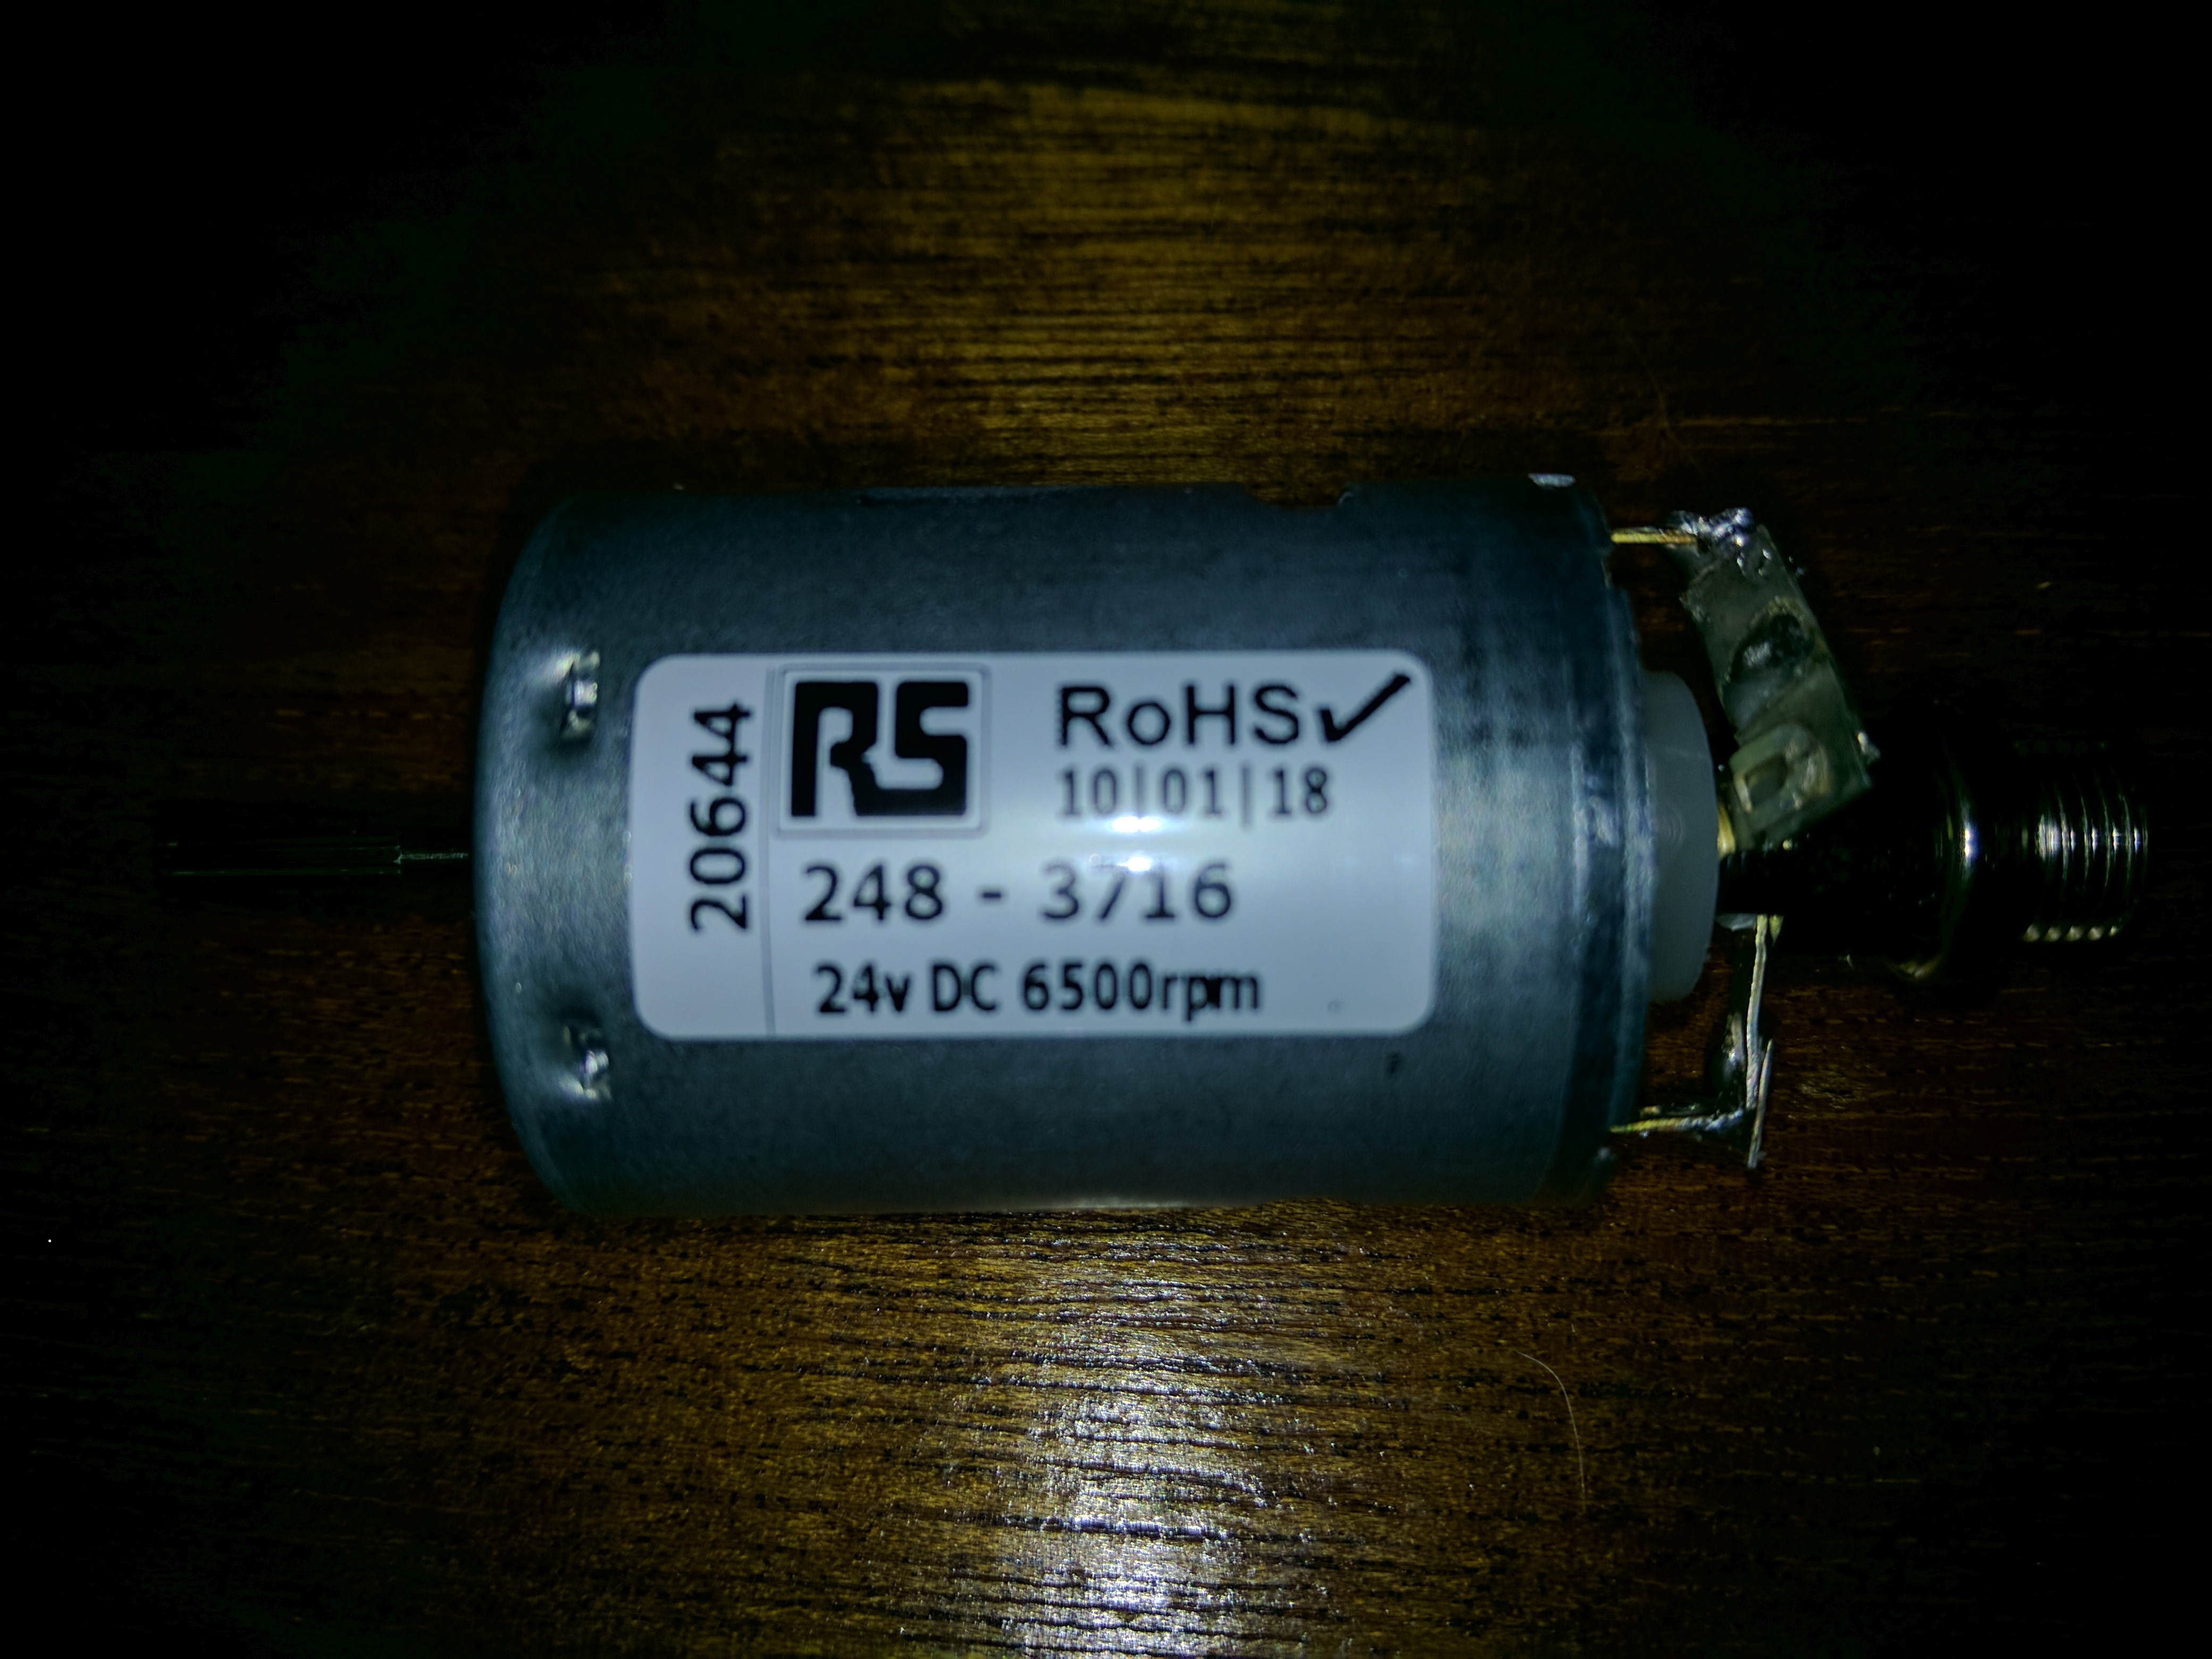 20644
RS
RoHS✓
10|01|18
248 - 3716
24v DC 6500rpm